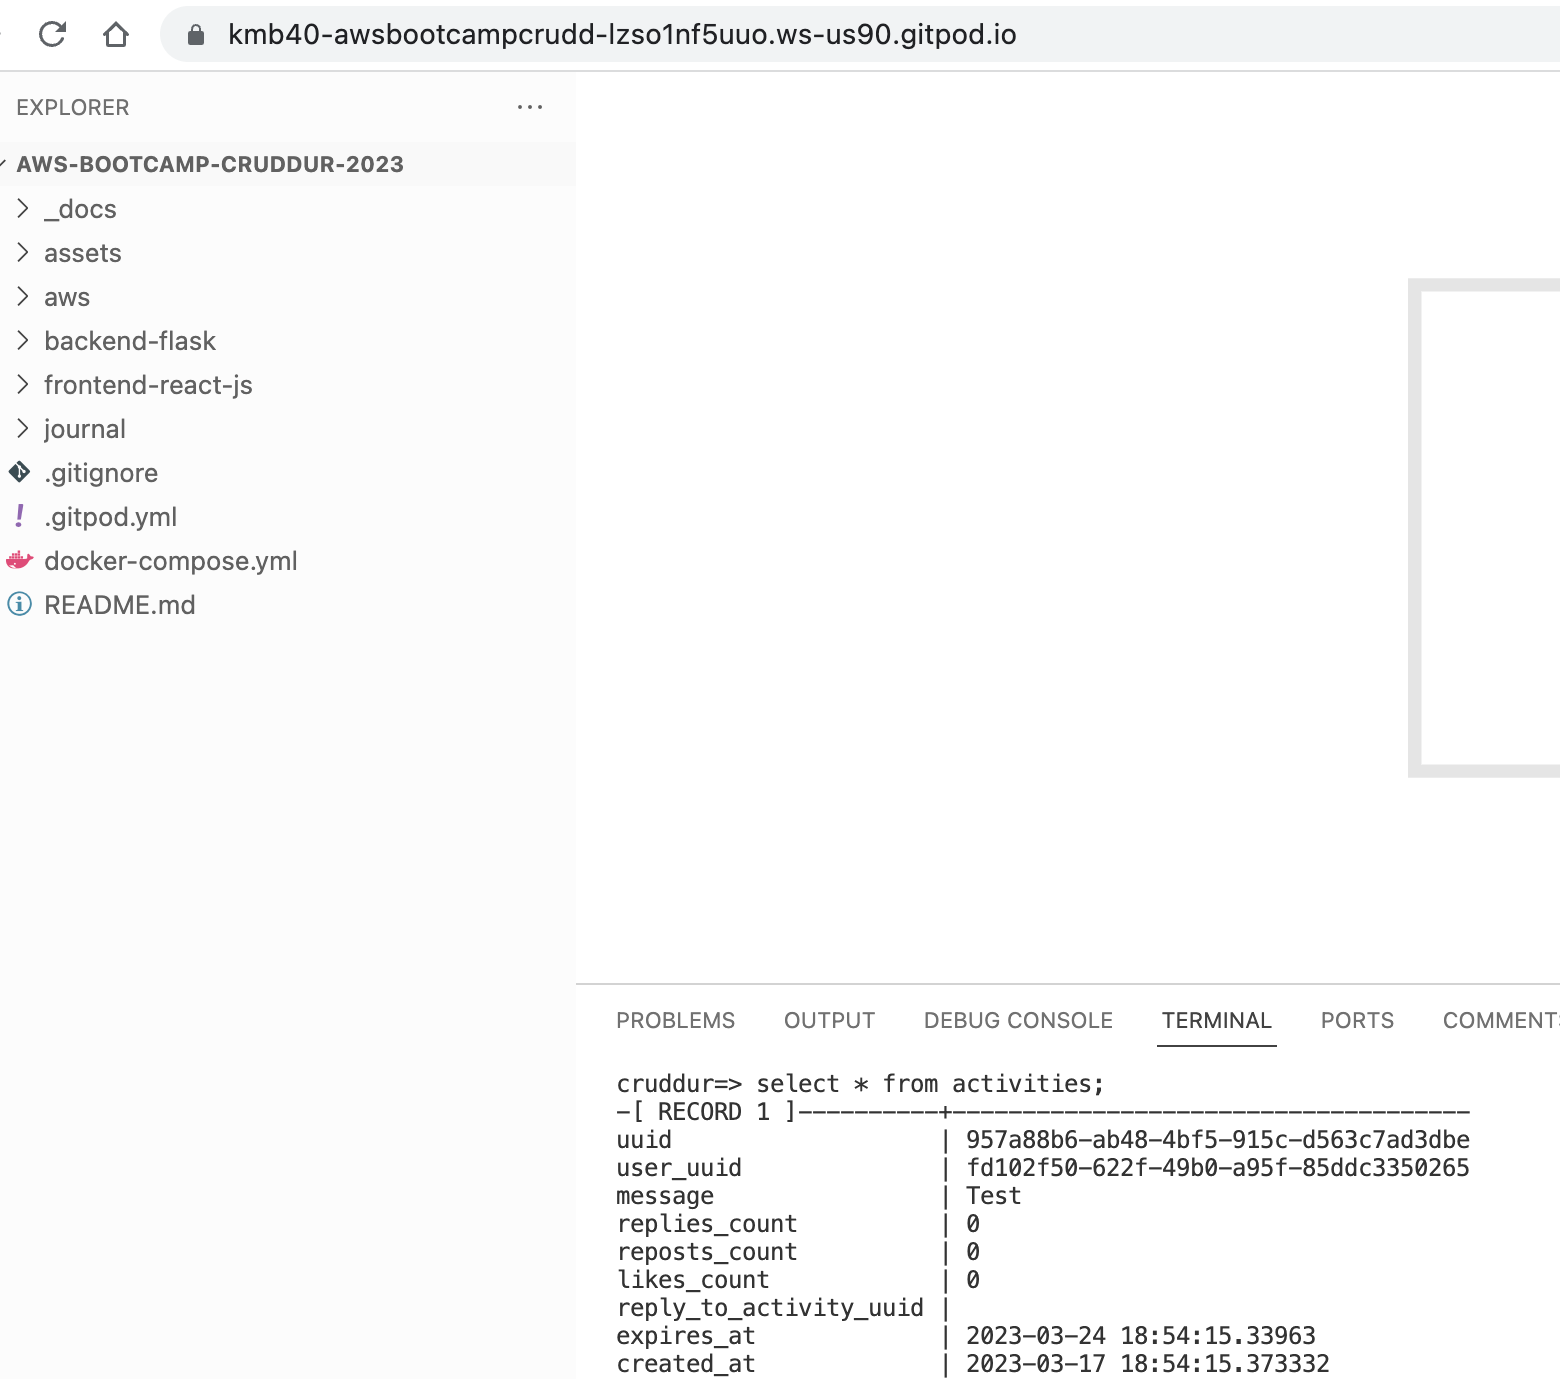 kmb40-awsbootcampcrudd-lzso1nf5uuo.ws-us90.gitpod.io
EXPLORER
AWS-BOOTCAMP-CRUDDUR-2023
_docs
assets
aws
backend-flask
frontend-react-js
journal
.gitignore
.gitpod.yml
docker-compose.yml
README.md
PROBLEMS OUTPUT DEBUG CONSOLE TERMINAL PORTS COMMENTS
cruddur=> select * from activities;
-[ RECORD 1 ]----------+-------------------------------------
uuid | 957a88b6-ab48-4bf5-915c-d563c7ad3dbe
user_uuid | fd102f50-622f-49b0-a95f-85ddc3350265
message | Test
replies_count | 0
reposts_count | 0
likes_count | 0
reply_to_activity_uuid |
expires_at | 2023-03-24 18:54:15.33963
created_at | 2023-03-17 18:54:15.373332